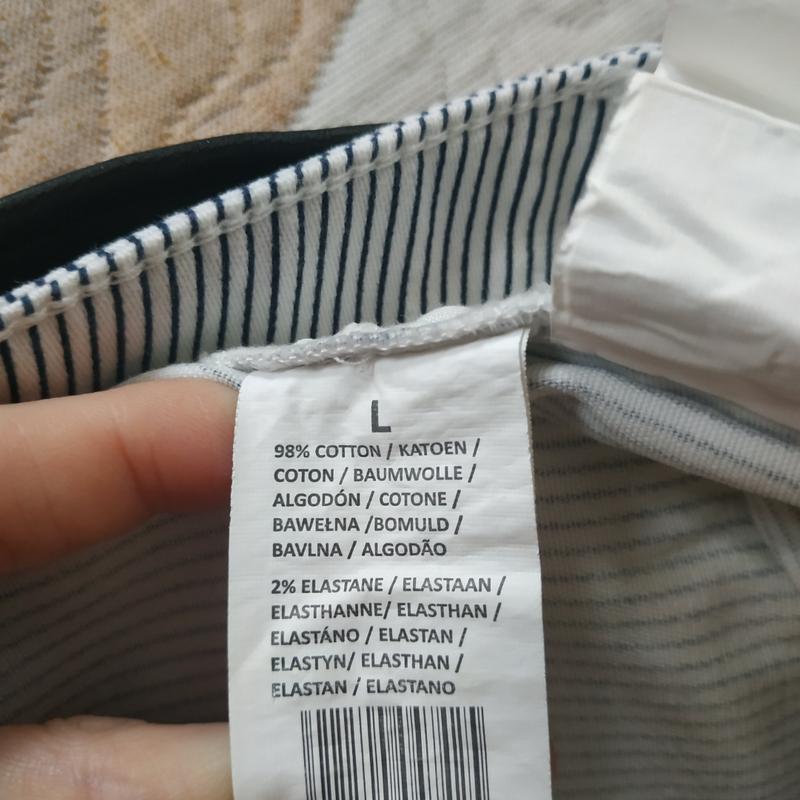 L
98% COTTON / KATOEN /
COTON / BAUMWOLLE /
ALGODÓN / COTONE /
BAWEŁNA /BOMULD /
BAVLNA / ALGODÃO
2% ELASTANE / ELASTAAN /
ELASTHANNE/ ELASTHAN /
ELASTÁNO / ELASTAN /
ELASTYN/ ELASTHAN /
ELASTAN / ELASTANO